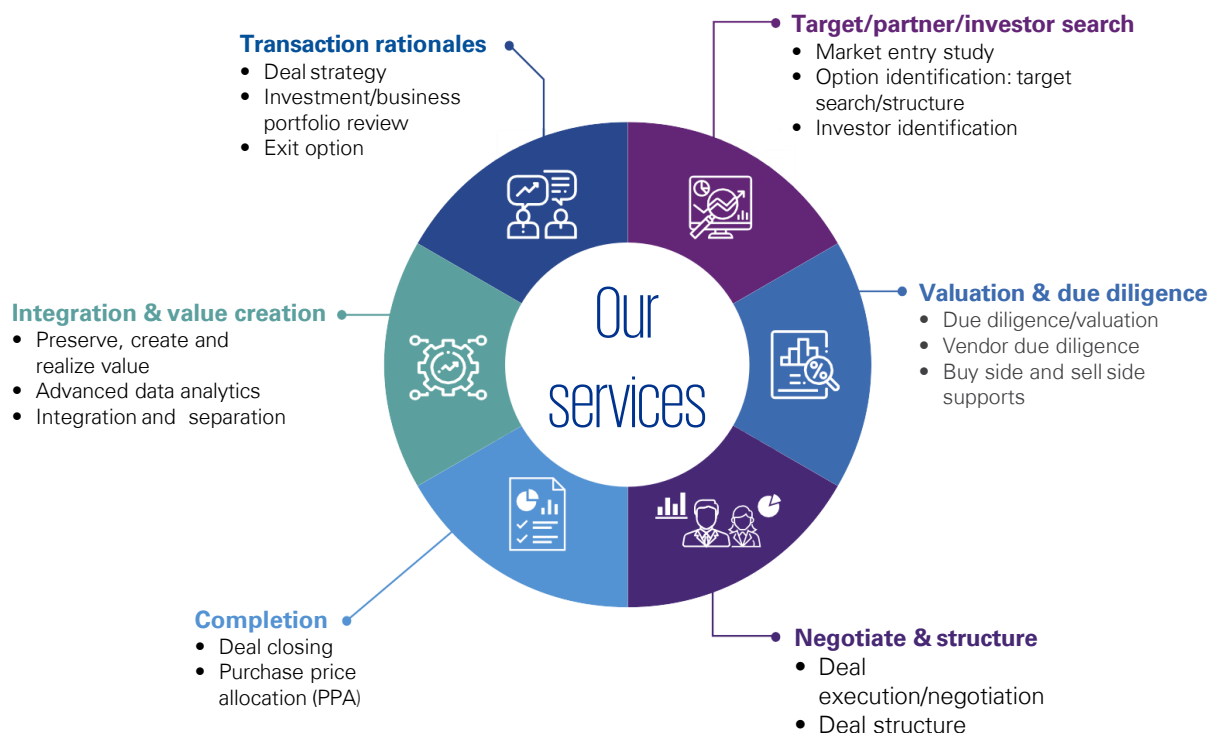 Transaction rationales
• Deal strategy
• Investment/business
portfolio review
• Exit option
Target/partner/investor search
• Market entry study
• Option identification: target
search/structure
• Investor identification
Valuation & due diligence
• Due diligence/valuation
• Vendor due diligence
• Buy side and sell side
supports
Negotiate & structure
• Deal
execution/negotiation
• Deal structure
Completion
• Deal closing
• Purchase price
allocation (PPA)
Integration & value creation
• Preserve, create and
realize value
• Advanced data analytics
• Integration and separation
Our
services